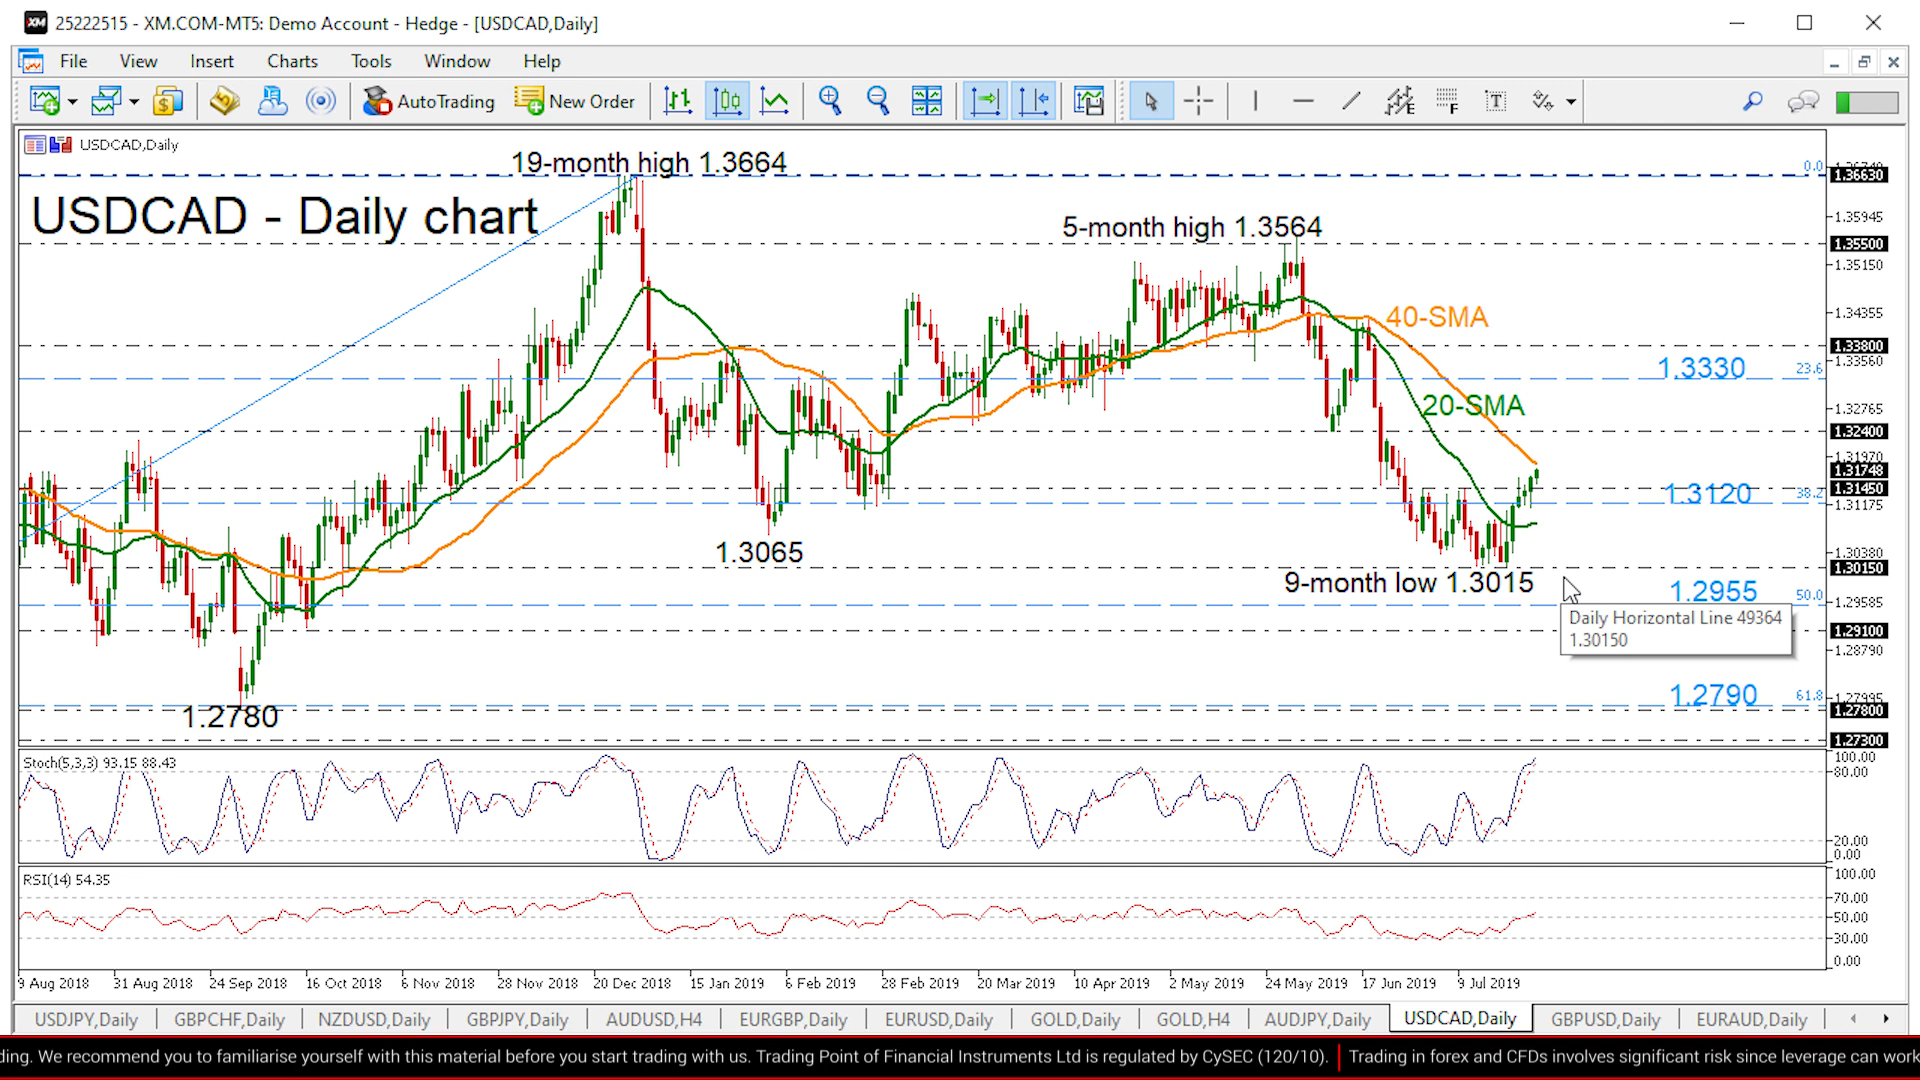 25222515 - XM.COM-MT5: Demo Account - Hedge - [USDCAD,Daily]
File View Insert Charts Tools Window Help
AutoTrading New Order
USDCAD,Daily
19-month high 1.3664
USDCAD - Daily chart
5-month high 1.3564
40-SMA
1.3330
20-SMA
1.3120
1.3065
9-month low 1.3015
1.2955
Daily Horizontal Line 49364
1.30150
1.2790
1.2780
0.0
23.6
38.2
50.0
61.8
1.36630
1.35945
1.35500
1.35150
1.34355
1.33800
1.33560
1.32765
1.32400
1.31970
1.31748
1.31450
1.31175
1.30380
1.30150
1.29585
1.29100
1.28790
1.27995
1.27800
1.27300
Stoch(5,3,3) 93.15 88.43
100.00
80.00
20.00
0.00
RSI(14) 54.35
100.00
70.00
50.00
30.00
0.00
9 Aug 2018 31 Aug 2018 24 Sep 2018 16 Oct 2018 6 Nov 2018 28 Nov 2018 20 Dec 2018 15 Jan 2019 6 Feb 2019 28 Feb 2019 20 Mar 2019 10 Apr 2019 2 May 2019 24 May 2019 17 Jun 2019 9 Jul 2019
USDJPY,Daily GBPCHF,Daily NZDUSD,Daily GBPJPY,Daily AUDUSD,H4 EURGBP,Daily EURUSD,Daily GOLD,Daily GOLD,H4 AUDJPY,Daily USDCAD,Daily GBPUSD,Daily EURAUD,Daily
ding. We recommend you to familiarise yourself with this material before you start trading with us. Trading Point of Financial Instruments Ltd is regulated by CySEC (120/10). | Trading in forex and CFDs involves significant risk since leverage can work